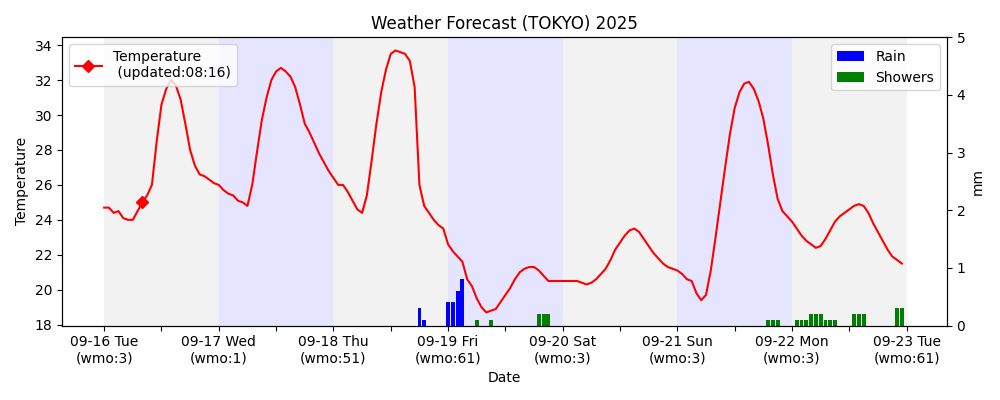 Weather Forecast (TOKYO) 2025
Temperature
(updated:08:16)
Rain
Showers
34
32
30
28
26
24
22
20
18
Temperature
5
4
3
2
1
0
mm
09-16 Tue 09-17 Wed 09-18 Thu 09-19 Fri 09-20 Sat 09-21 Sun 09-22 Mon 09-23 Tue
(wmo:3) (wmo:1) (wmo:51) (wmo:61) (wmo:3) (wmo:3) (wmo:3) (wmo:61)
Date